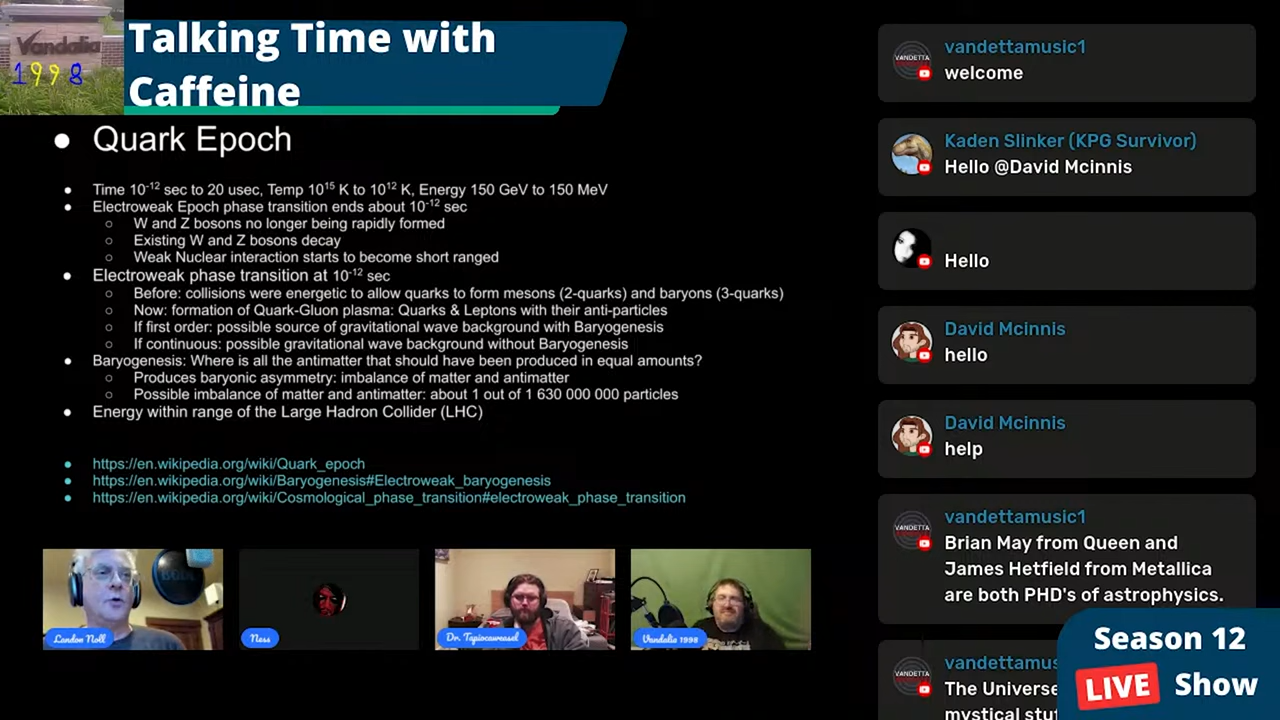 Vandalia
1998
Talking Time with
Caffeine
● Quark Epoch
● Time 10⁻¹² sec to 20 usec, Temp 10¹⁵ K to 10¹² K, Energy 150 GeV to 150 MeV
● Electroweak Epoch phase transition ends about 10⁻¹² sec
○ W and Z bosons no longer being rapidly formed
○ Existing W and Z bosons decay
○ Weak Nuclear interaction starts to become short ranged
● Electroweak phase transition at 10⁻¹² sec
○ Before: collisions were energetic to allow quarks to form mesons (2-quarks) and baryons (3-quarks)
○ Now: formation of Quark-Gluon plasma: Quarks & Leptons with their anti-particles
○ If first order: possible source of gravitational wave background with Baryogenesis
○ If continuous: possible gravitational wave background without Baryogenesis
● Baryogenesis: Where is all the antimatter that should have been produced in equal amounts?
○ Produces baryonic asymmetry: imbalance of matter and antimatter
○ Possible imbalance of matter and antimatter: about 1 out of 1 630 000 000 particles
● Energy within range of the Large Hadron Collider (LHC)
● https://en.wikipedia.org/wiki/Quark_epoch
● https://en.wikipedia.org/wiki/Baryogenesis#Electroweak_baryogenesis
● https://en.wikipedia.org/wiki/Cosmological_phase_transition#electroweak_phase_transition
Landon Noll
Ness
Dr. Tapiocaweasel
Vandalia 1998
VANDETTA
vandettamusic1
welcome
Kaden Slinker (KPG Survivor)
Hello @David Mcinnis
Hello
David Mcinnis
hello
David Mcinnis
help
VANDETTA
vandettamusic1
Brian May from Queen and
James Hetfield from Metallica
are both PHD's of astrophysics.
VANDETTA
vandettamus
The Universe
mystical stuf
Season 12
LIVE Show